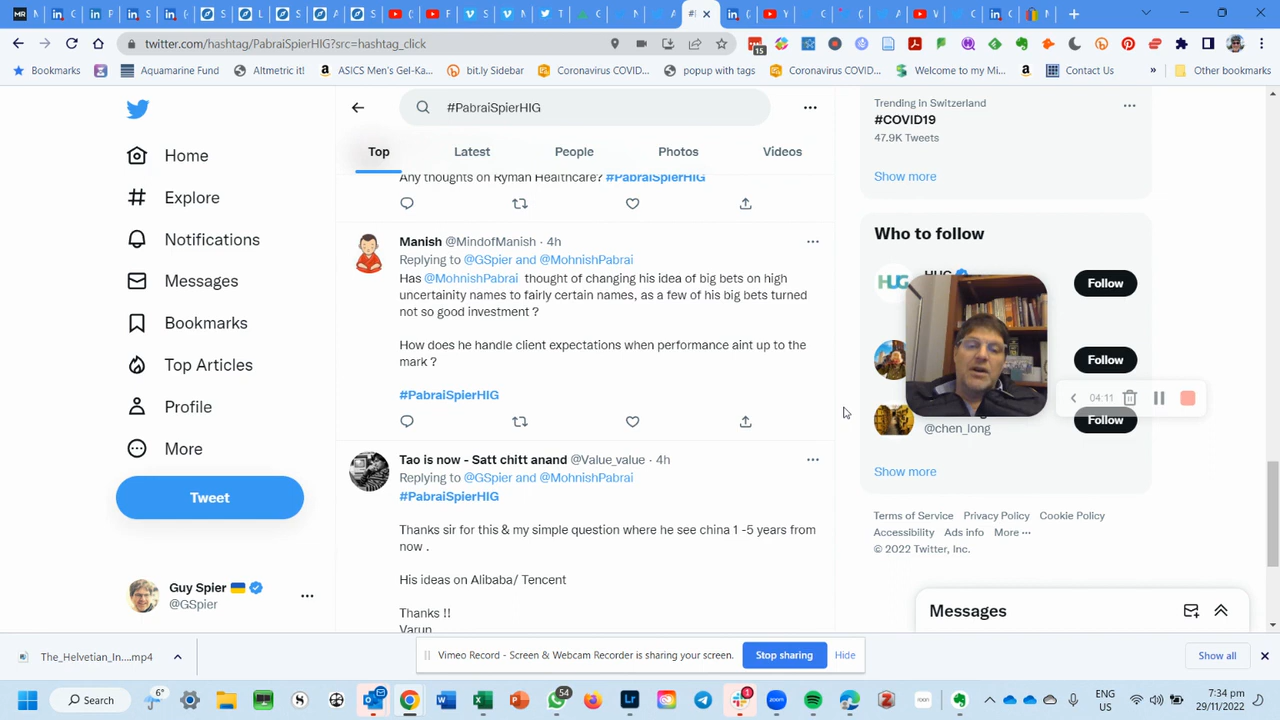 twitter.com/hashtag/PabraiSpierHIG?src=hashtag_click
15
Bookmark
Aquamarine Fund
Altmetric it!
ASICS Men's Gel-Ka...
bit.ly Sidebar
Coronavirus COVID...
popup with tags
Coronavirus COVID...
Welcome to my Mi...
Contact Us
»
Other bookmarks
#PabraiSpierHIG
Top
Latest
People
Photos
Videos
Home
Explore
Notifications
Messages
Bookmarks
Top Articles
Profile
More
Tweet
Guy Spier
@GSpier
Any thoughts on Ryman Healthcare? #PabraiSpierHIG
Manish @MindofManish · 4h
Replying to @GSpier and @MohnishPabrai
Has @MohnishPabrai thought of changing his idea of big bets on high
uncertainity names to fairly certain names, as a few of his big bets turned
not so good investment ?
How does he handle client expectations when performance aint up to the
mark ?
#PabraiSpierHIG
Tao is now - Satt chitt anand @Value_value · 4h
Replying to @GSpier and @MohnishPabrai
#PabraiSpierHIG
Thanks sir for this & my simple question where he see china 1 -5 years from
now .
His ideas on Alibaba/ Tencent
Thanks !!
Varun
Trending in Switzerland
#COVID19
47.9K Tweets
Show more
Who to follow
HUG
HUG
Follow
Follow
@chen_long
Follow
04:11
Show more
Terms of Service Privacy Policy Cookie Policy
Accessibility Ads info More ···
© 2022 Twitter, Inc.
Messages
The_Helvetian_In....mp4
Vimeo Record - Screen & Webcam Recorder is sharing your screen.
Stop sharing
Hide
Show all
Search
6°
54
1
zoom
ENG
US
7:34 pm
29/11/2022